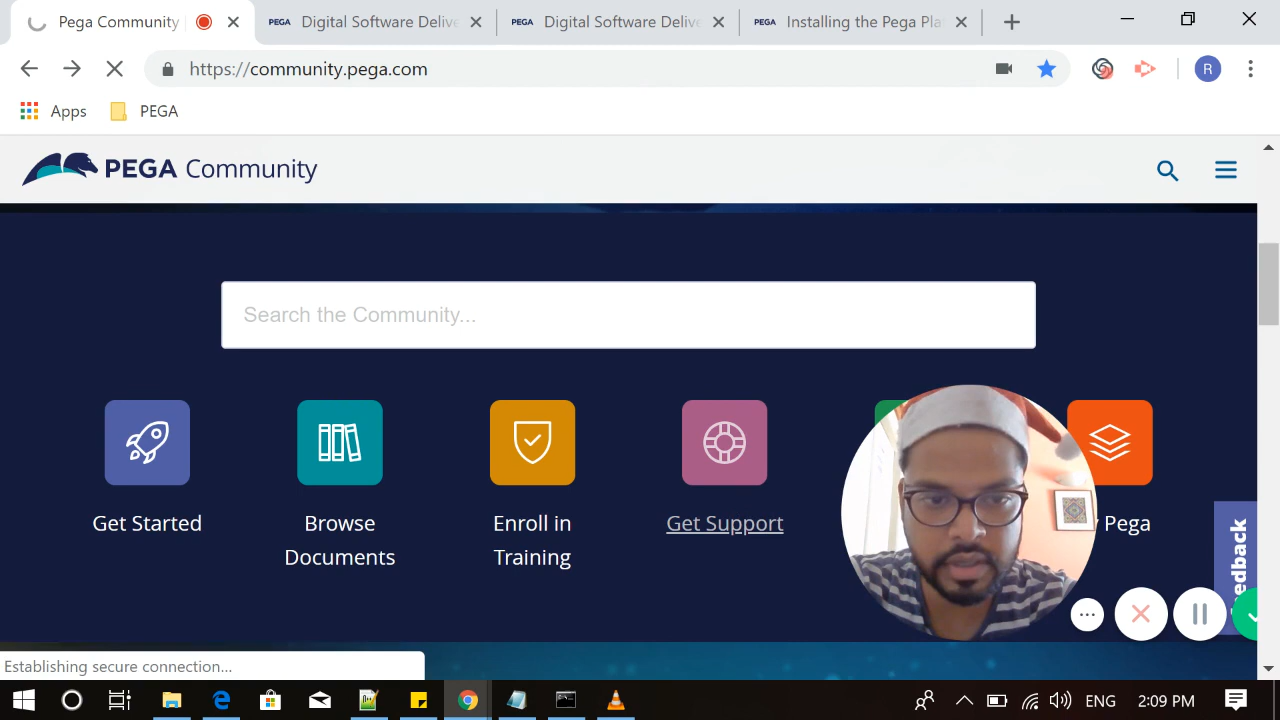 Pega Community
Digital Software Delive
Digital Software Delive
Installing the Pega Pla
https://community.pega.com
R
Apps
PEGA
PEGA Community
Search the Community...
Get Started
Browse
Documents
Enroll in
Training
Get Support
Pega
edback
Establishing secure connection...
ENG
2:09 PM